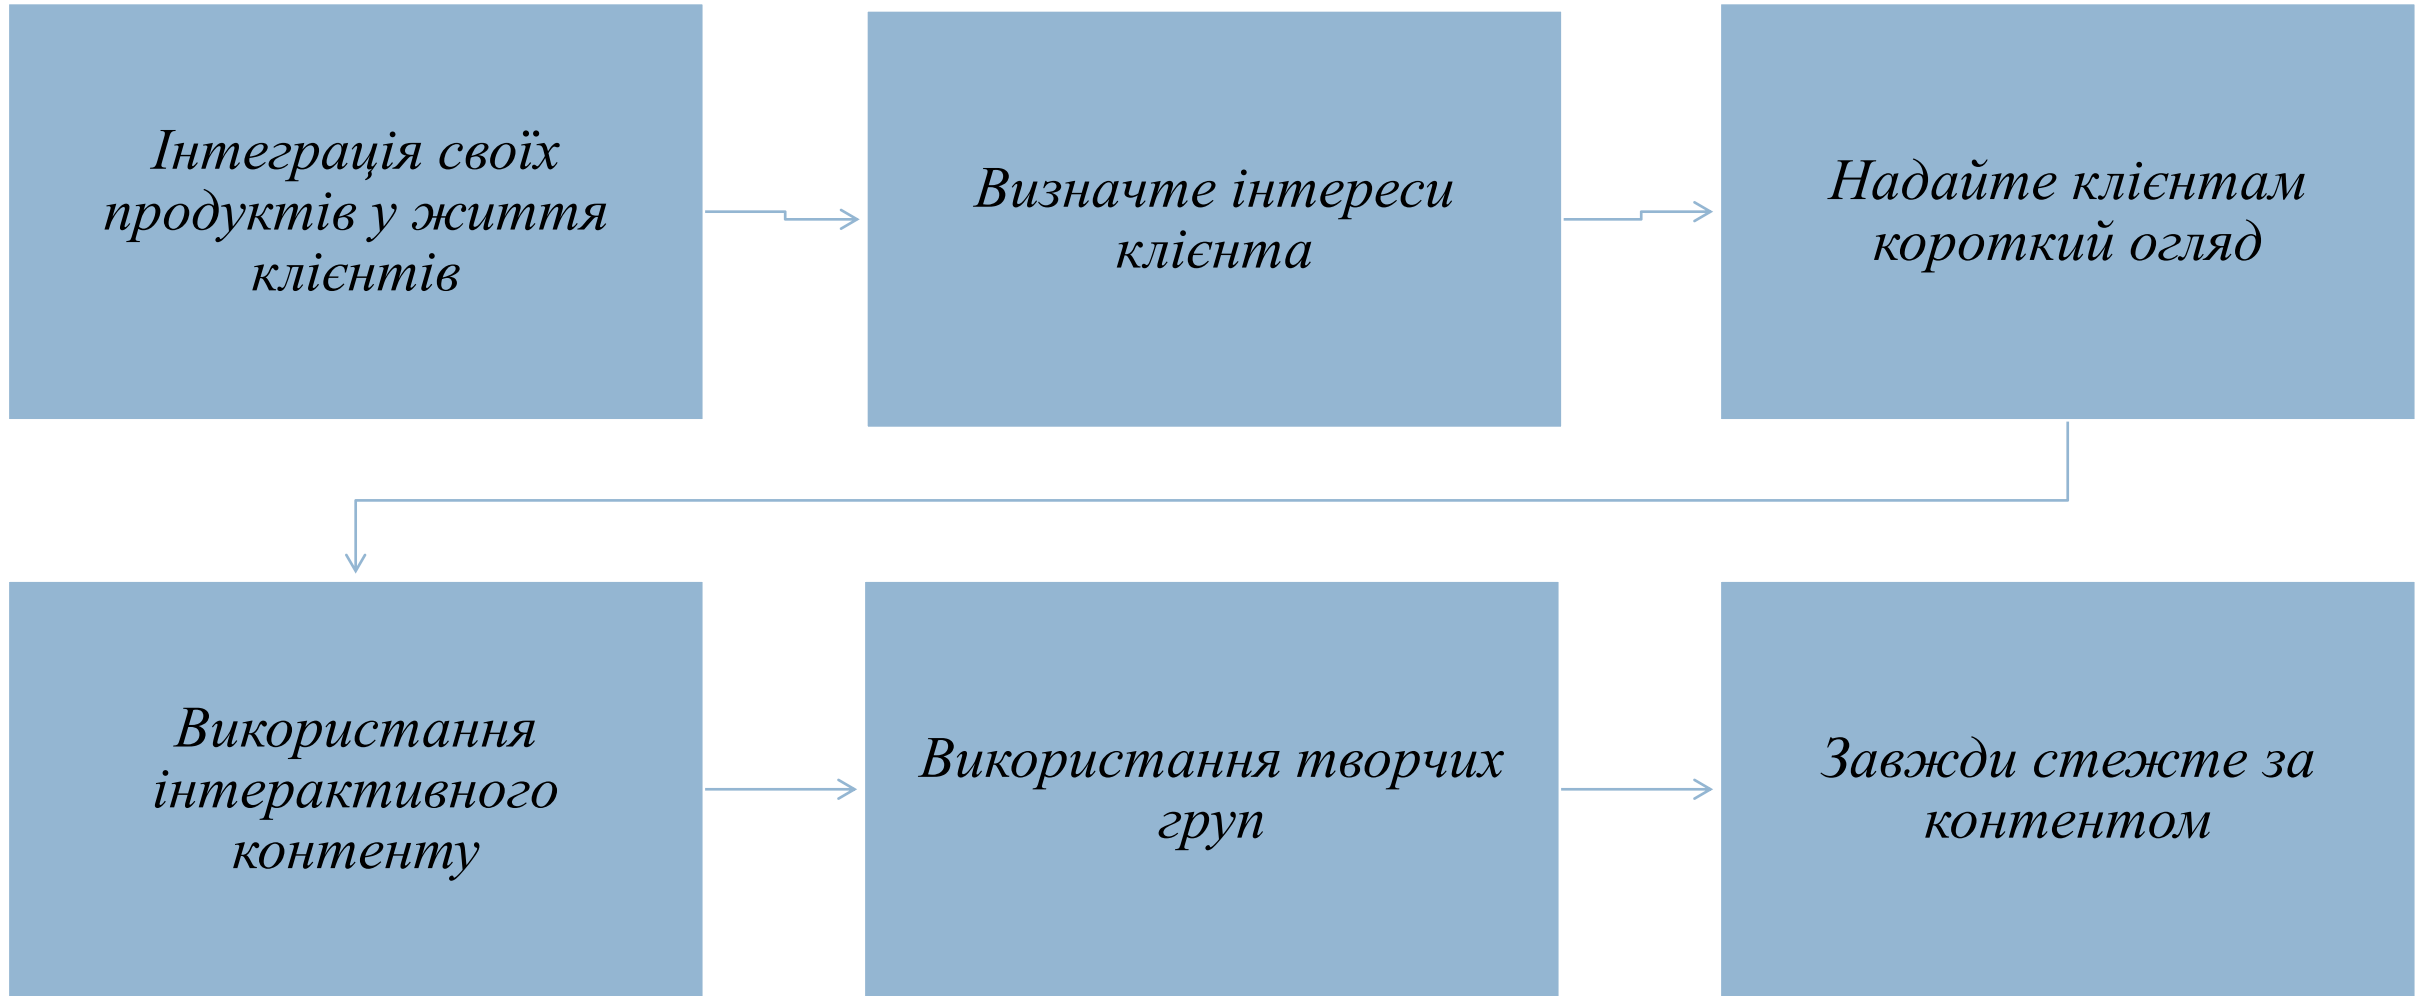 Інтеграція своїх
продуктів у життя
клієнтів
Визначте інтереси
клієнта
Надайте клієнтам
короткий огляд
Використання
інтерактивного
контенту
Використання творчих
груп
Завжди стежте за
контентом